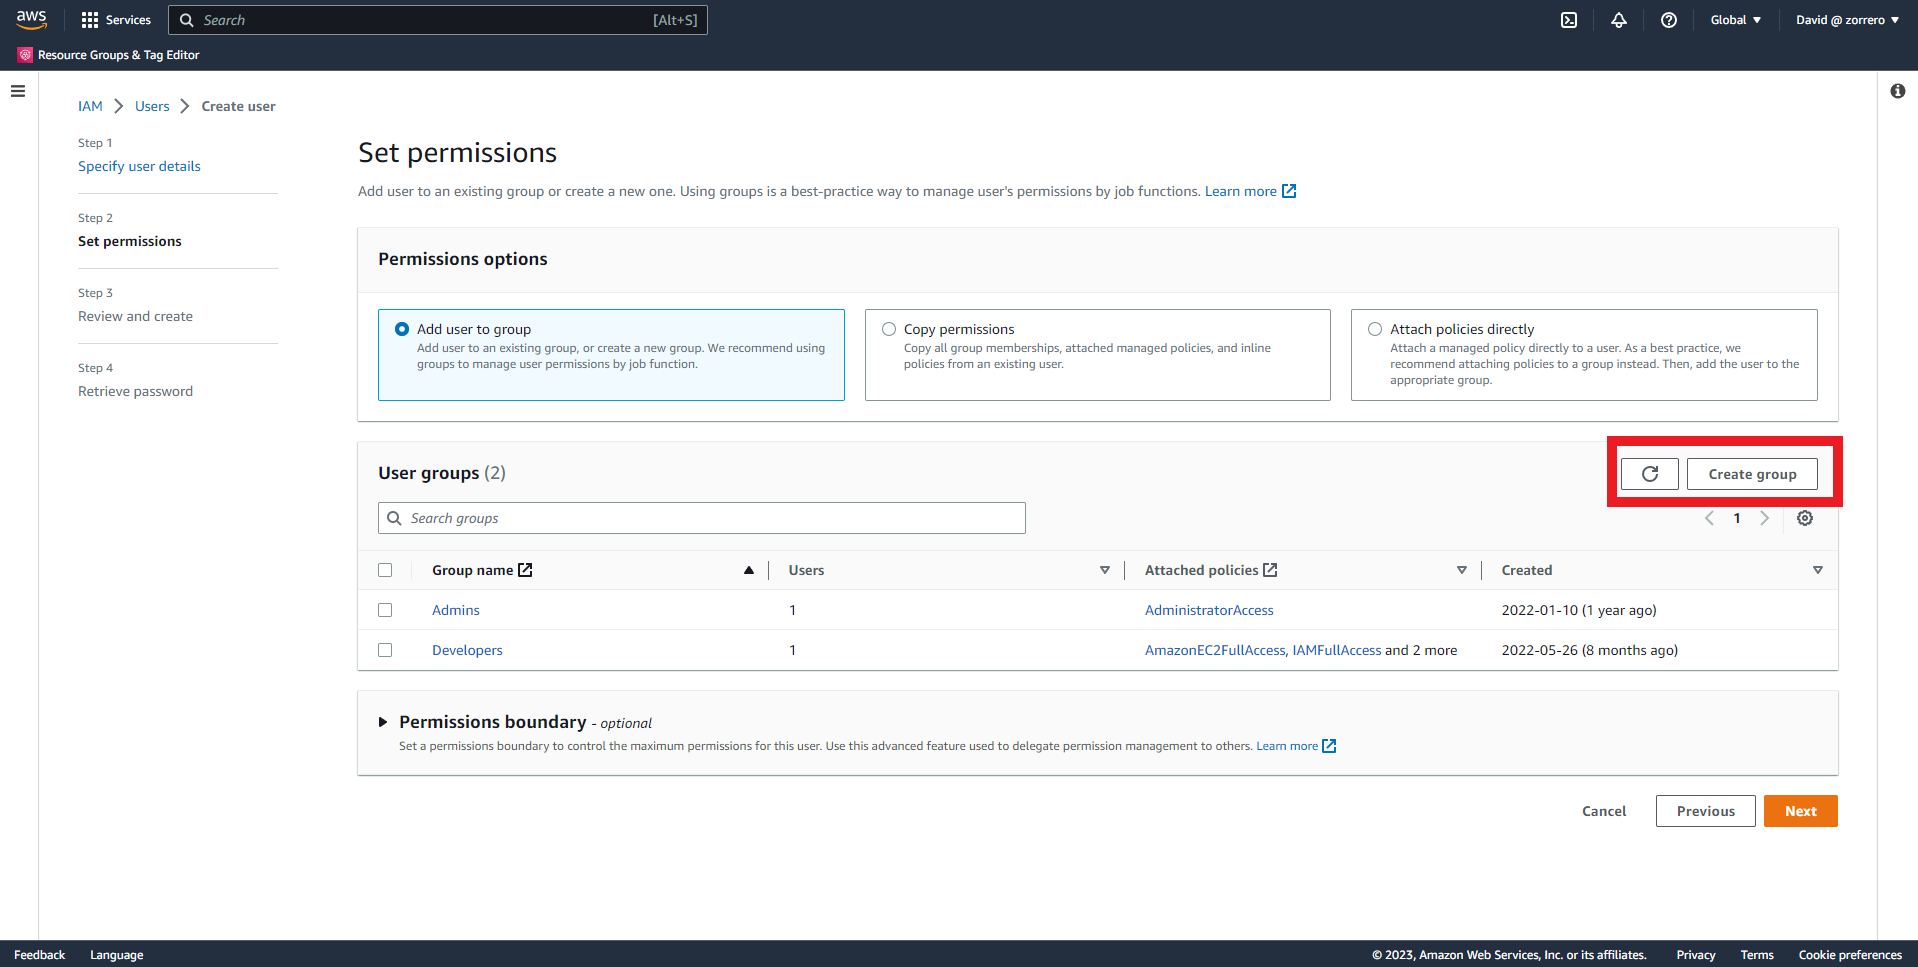 aws
Services
Search
[Alt+S]
Global
David @ zorrero
Resource Groups & Tag Editor
IAM
Users
Create user
Step 1
Specify user details
Step 2
Set permissions
Step 3
Review and create
Step 4
Retrieve password
Set permissions
Add user to an existing group or create a new one. Using groups is a best-practice way to manage user's permissions by job functions. Learn more
Permissions options
Add user to group
Add user to an existing group, or create a new group. We recommend using
groups to manage user permissions by job function.
Copy permissions
Copy all group memberships, attached managed policies, and inline
policies from an existing user.
Attach policies directly
Attach a managed policy directly to a user. As a best practice, we
recommend attaching policies to a group instead. Then, add the user to the
appropriate group.
User groups (2)
Create group
Search groups
1
Group name
Users
Attached policies
Created
Admins
1
AdministratorAccess
2022-01-10 (1 year ago)
Developers
1
AmazonEC2FullAccess, IAMFullAccess and 2 more
2022-05-26 (8 months ago)
Permissions boundary - optional
Set a permissions boundary to control the maximum permissions for this user. Use this advanced feature used to delegate permission management to others. Learn more
Cancel
Previous
Next
Feedback
Language
© 2023, Amazon Web Services, Inc. or its affiliates.
Privacy
Terms
Cookie preferences